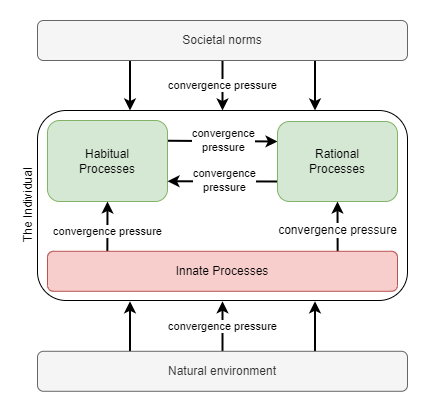 Societal norms
convergence pressure
The Individual
Habitual
Processes
convergence
pressure
Rational
Processes
convergence
pressure
convergence pressure
convergence pressure
Innate Processes
convergence pressure
Natural environment